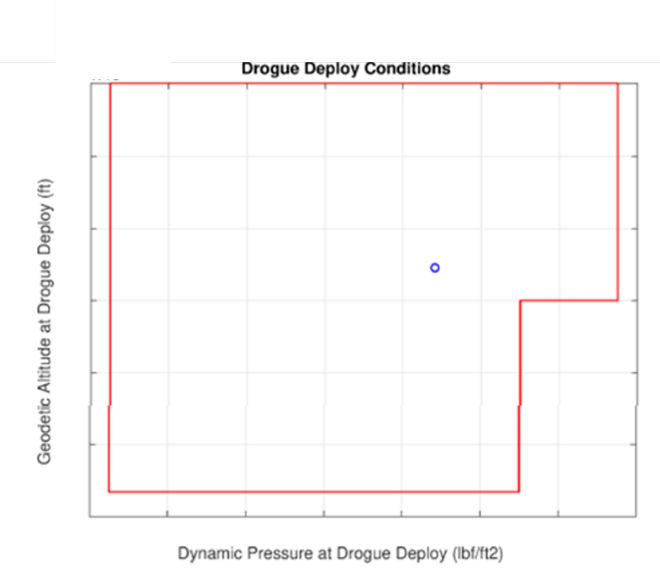 Drogue Deploy Conditions
Geodetic Altitude at Drogue Deploy (ft)
Dynamic Pressure at Drogue Deploy (lbf/ft2)